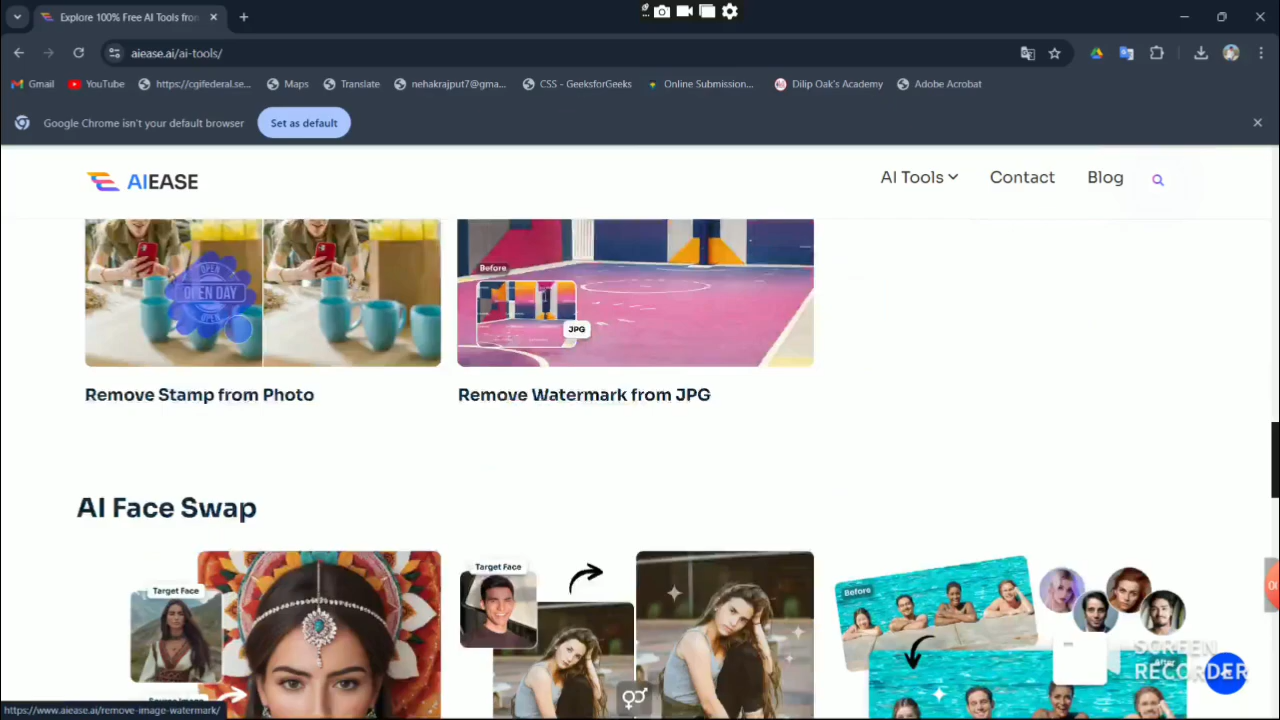 Explore 100% Free AI Tools from
aiease.ai/ai-tools/
Gmail
YouTube
https://cgifederal.se...
Maps
Translate
nehakrajput7@gma...
CSS - GeeksforGeeks
Online Submission...
Dilip Oak's Academy
Adobe Acrobat
Google Chrome isn't your default browser
Set as default
AIEASE
AI Tools
Contact
Blog
OPEN
OPEN DAY
OPEN
Before
JPG
Remove Stamp from Photo
Remove Watermark from JPG
AI Face Swap
Target Face
Target Face
Before
SCREEN
RECORDER
https://www.aiease.ai/remove-image-watermark/